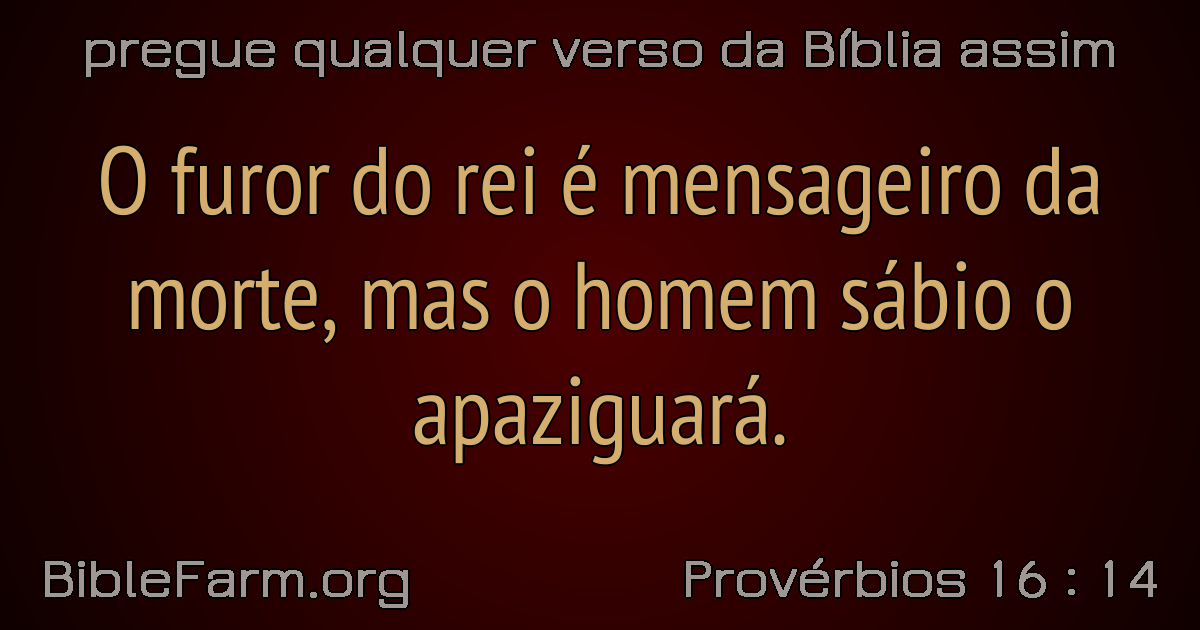 pregue qualquer verso da Bíblia assim
O furor do rei é mensageiro da
morte, mas o homem sábio o
apaziguará.
BibleFarm.org
Provérbios 16 : 14